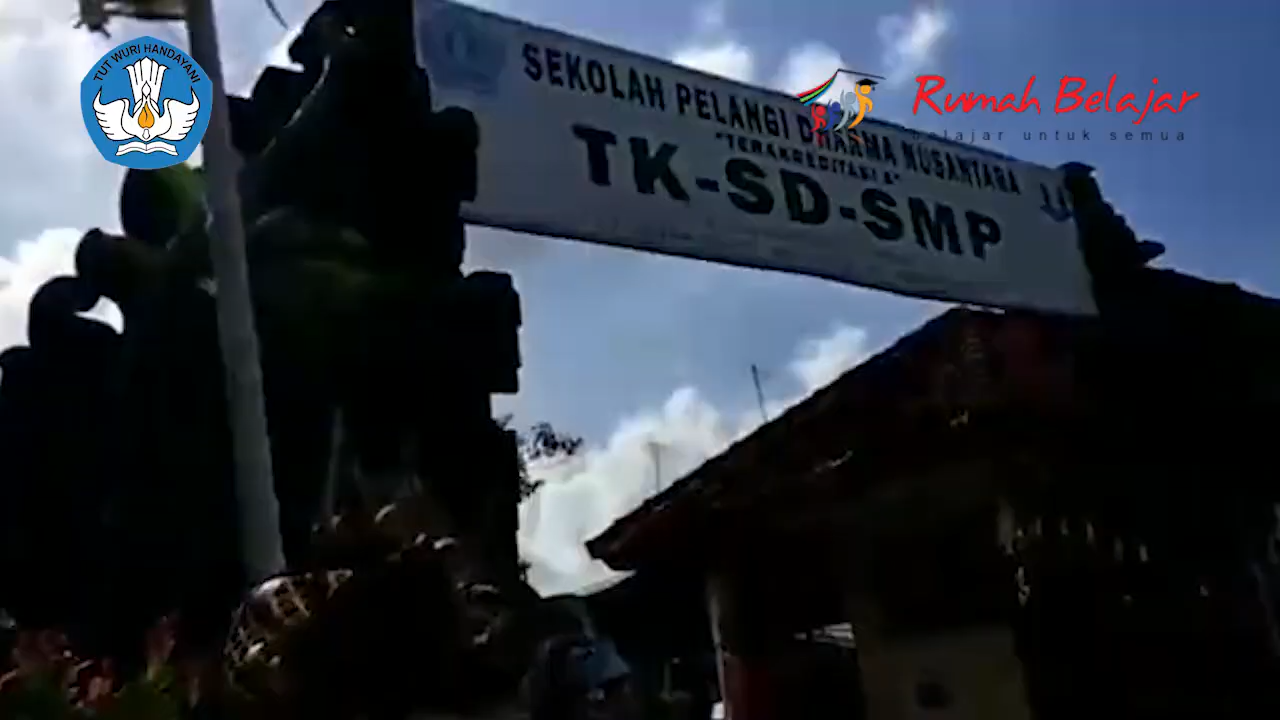 TUT WURI HANDAYANI
SEKOLAH PELANGI DHARMA NUSANTARA
"TERAKREDITASI A"
TK-SD-SMP
Rumah Belajar
belajar untuk semua